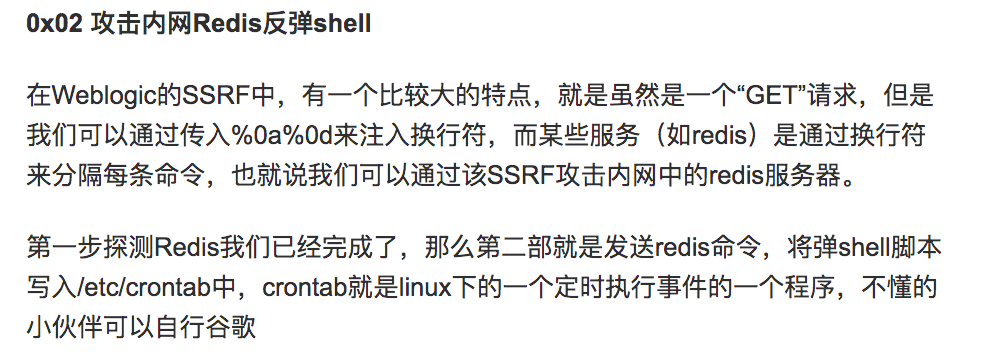 0x02 攻击内网Redis反弹shell
在Weblogic的SSRF中，有一个比较大的特点，就是虽然是一个“GET”请求，但是
我们可以通过传入%0a%0d来注入换行符，而某些服务（如redis）是通过换行符
来分隔每条命令，也就说我们可以通过该SSRF攻击内网中的redis服务器。
第一步探测Redis我们已经完成了，那么第二部就是发送redis命令，将弹shell脚本
写入/etc/crontab中，crontab就是linux下的一个定时执行事件的一个程序，不懂的
小伙伴可以自行谷歌